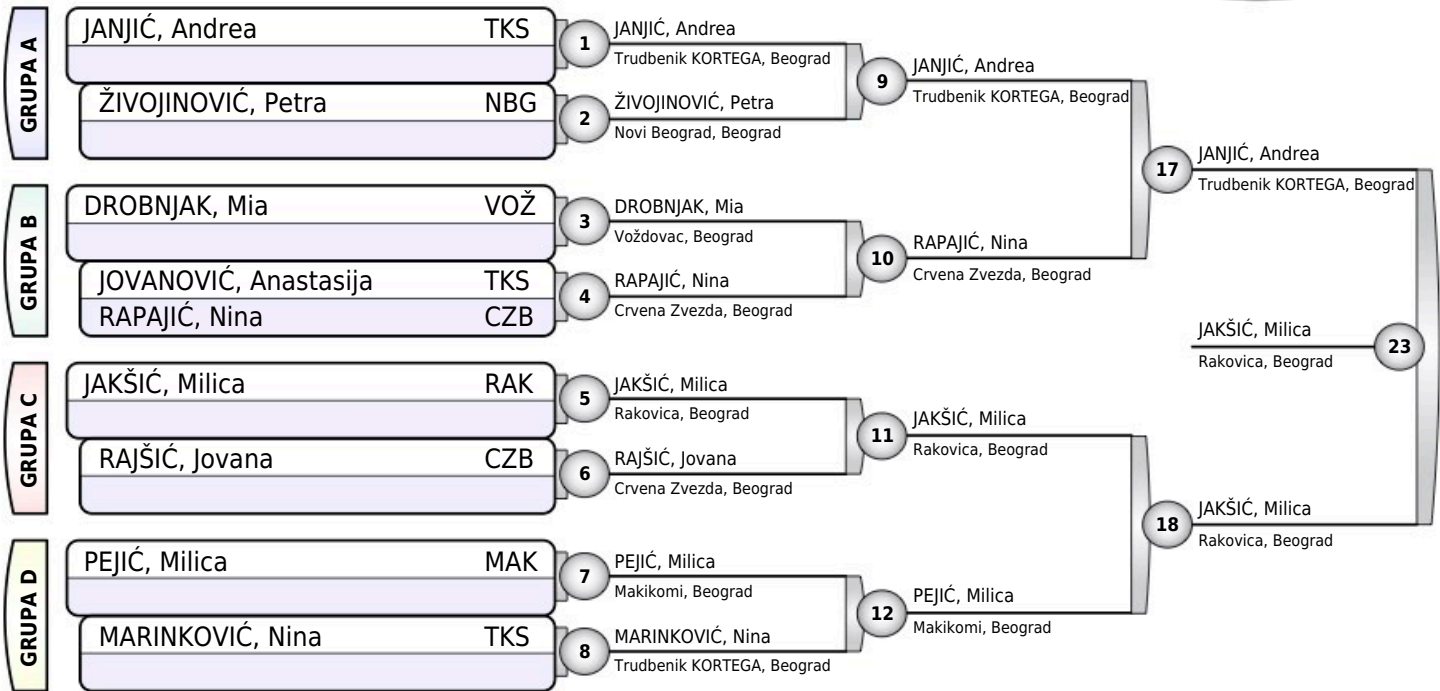 GRUPA A
JANJIĆ, Andrea TKS
ŽIVOJINOVIĆ, Petra NBG
GRUPA B
DROBNJAK, Mia VOŽ
JOVANOVIĆ, Anastasija TKS
RAPAJIĆ, Nina CZB
GRUPA C
JAKŠIĆ, Milica RAK
RAJŠIĆ, Jovana CZB
GRUPA D
PEJIĆ, Milica MAK
MARINKOVIĆ, Nina TKS
1
JANJIĆ, Andrea
Trudbenik KORTEGA, Beograd
2
ŽIVOJINOVIĆ, Petra
Novi Beograd, Beograd
3
DROBNJAK, Mia
Voždovac, Beograd
4
RAPAJIĆ, Nina
Crvena Zvezda, Beograd
5
JAKŠIĆ, Milica
Rakovica, Beograd
6
RAJŠIĆ, Jovana
Crvena Zvezda, Beograd
7
PEJIĆ, Milica
Makikomi, Beograd
8
MARINKOVIĆ, Nina
Trudbenik KORTEGA, Beograd
9
JANJIĆ, Andrea
Trudbenik KORTEGA, Beograd
10
RAPAJIĆ, Nina
Crvena Zvezda, Beograd
11
JAKŠIĆ, Milica
Rakovica, Beograd
12
PEJIĆ, Milica
Makikomi, Beograd
17
JANJIĆ, Andrea
Trudbenik KORTEGA, Beograd
18
JAKŠIĆ, Milica
Rakovica, Beograd
JAKŠIĆ, Milica
Rakovica, Beograd
23